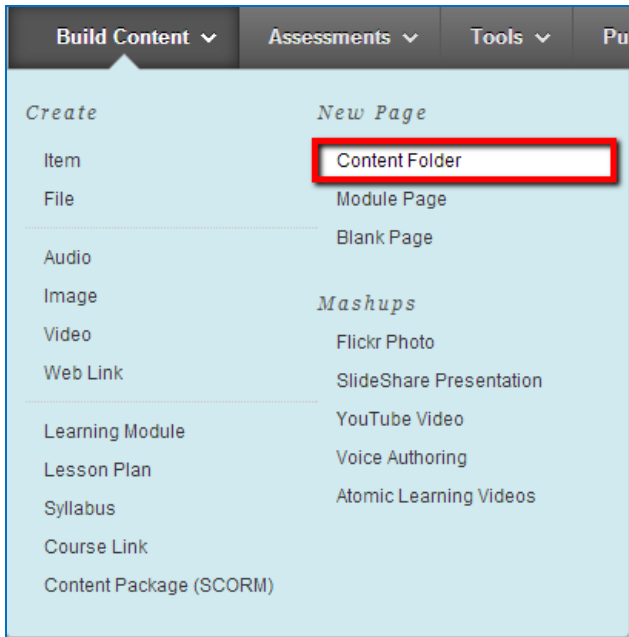 Build Content Assessments Tools Pu
Create
Item
File
Audio
Image
Video
Web Link
Learning Module
Lesson Plan
Syllabus
Course Link
Content Package (SCORM)
New Page
Content Folder
Module Page
Blank Page
Mashups
Flickr Photo
SlideShare Presentation
YouTube Video
Voice Authoring
Atomic Learning Videos